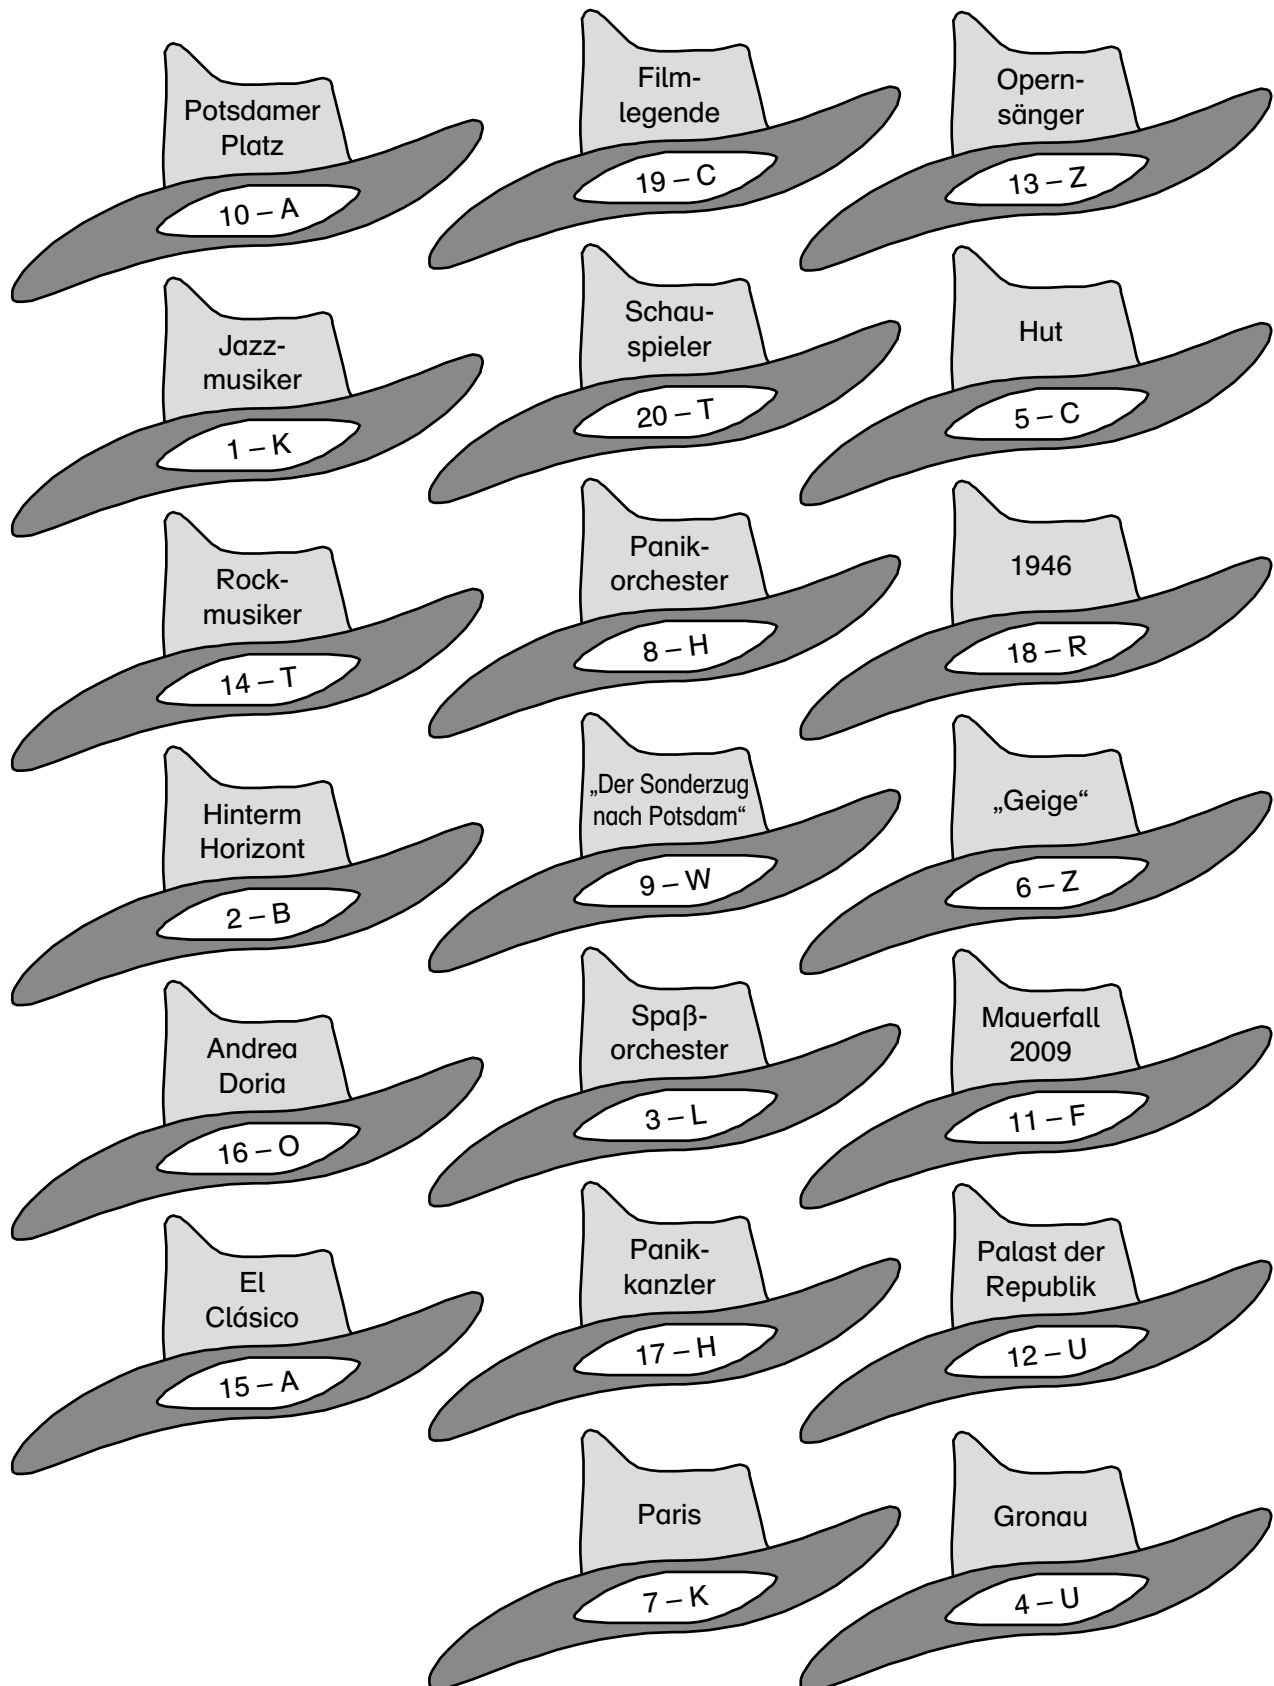 Potsdamer
Platz
10 – A
Film-
legende
19 – C
Opern-
sänger
13 – Z
Jazz-
musiker
1 – K
Schau-
spieler
20 – T
Hut
5 – C
Rock-
musiker
14 – T
Panik-
orchester
8 – H
1946
18 – R
Hinterm
Horizont
2 – B
„Der Sonderzug
nach Potsdam“
9 – W
„Geige“
6 – Z
Andrea
Doria
16 – O
Spaß-
orchester
3 – L
Mauerfall
2009
11 – F
El
Clásico
15 – A
Panik-
kanzler
17 – H
Palast der
Republik
12 – U
Paris
7 – K
Gronau
4 – U